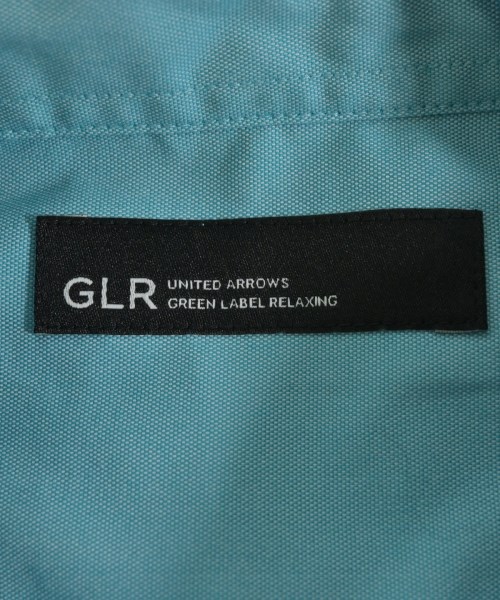 GLR
UNITED ARROWS
GREEN LABEL RELAXING